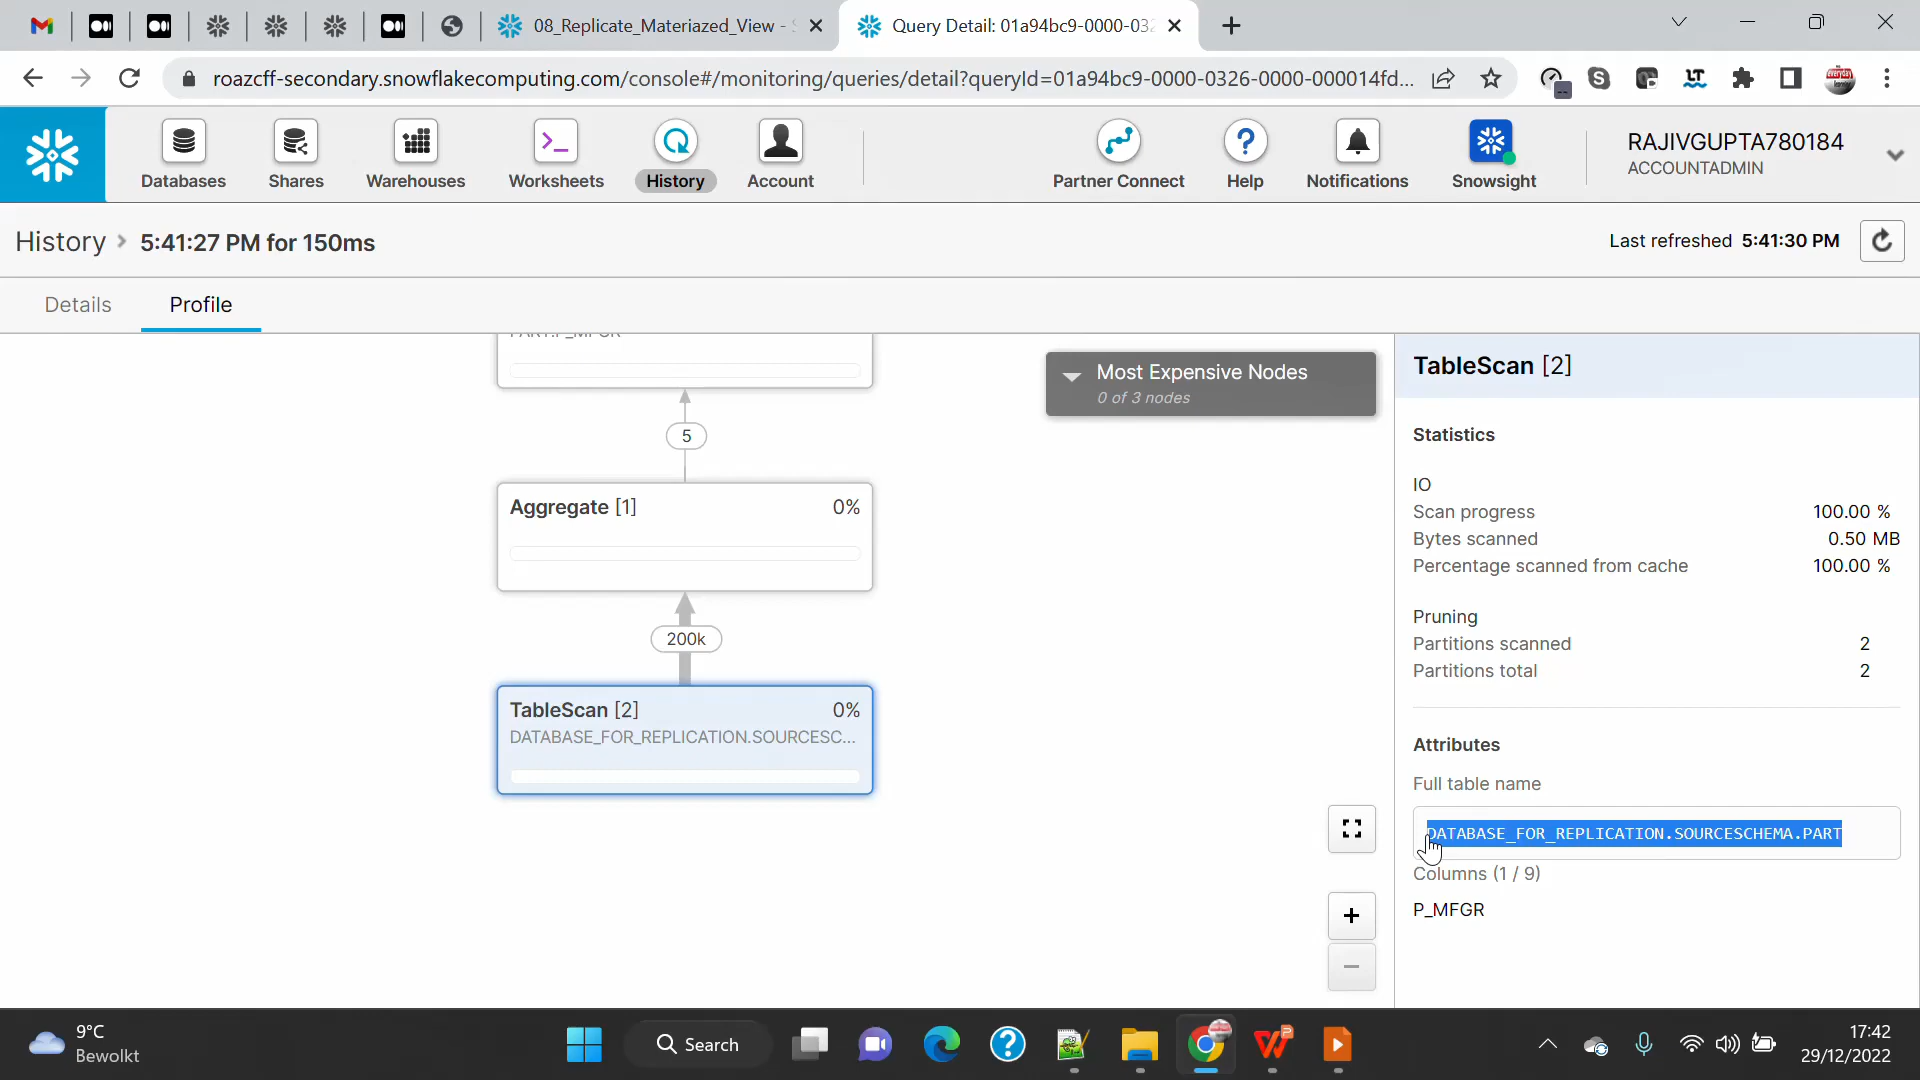 08_Replicate_Materiazed_View -
Query Detail: 01a94bc9-0000-032
roazcff-secondary.snowflakecomputing.com/console#/monitoring/queries/detail?queryId=01a94bc9-0000-0326-0000-000014fd...
Databases
Shares
Warehouses
Worksheets
History
Account
Partner Connect
Help
Notifications
Snowsight
RAJIVGUPTA780184
ACCOUNTADMIN
History > 5:41:27 PM for 150ms
Last refreshed 5:41:30 PM
Details
Profile
5
Aggregate [1] 0%
200k
TableScan [2] 0%
DATABASE_FOR_REPLICATION.SOURCESC...
Most Expensive Nodes
0 of 3 nodes
TableScan [2]
Statistics
IO
Scan progress 100.00 %
Bytes scanned 0.50 MB
Percentage scanned from cache 100.00 %
Pruning
Partitions scanned 2
Partitions total 2
Attributes
Full table name
DATABASE_FOR_REPLICATION.SOURCESCHEMA.PART
Columns (1 / 9)
P_MFGR
9°C
Bewolkt
Search
17:42
29/12/2022